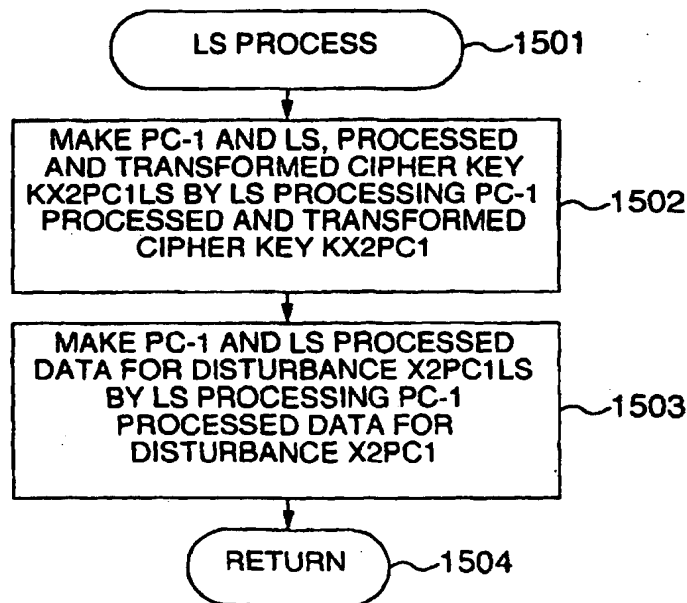 LS PROCESS
1501
MAKE PC-1 AND LS, PROCESSED
AND TRANSFORMED CIPHER KEY
KX2PC1LS BY LS PROCESSING PC-1
PROCESSED AND TRANSFORMED
CIPHER KEY KX2PC1
1502
MAKE PC-1 AND LS PROCESSED
DATA FOR DISTURBANCE X2PC1LS
BY LS PROCESSING PC-1
PROCESSED DATA FOR
DISTURBANCE X2PC1
1503
RETURN
1504